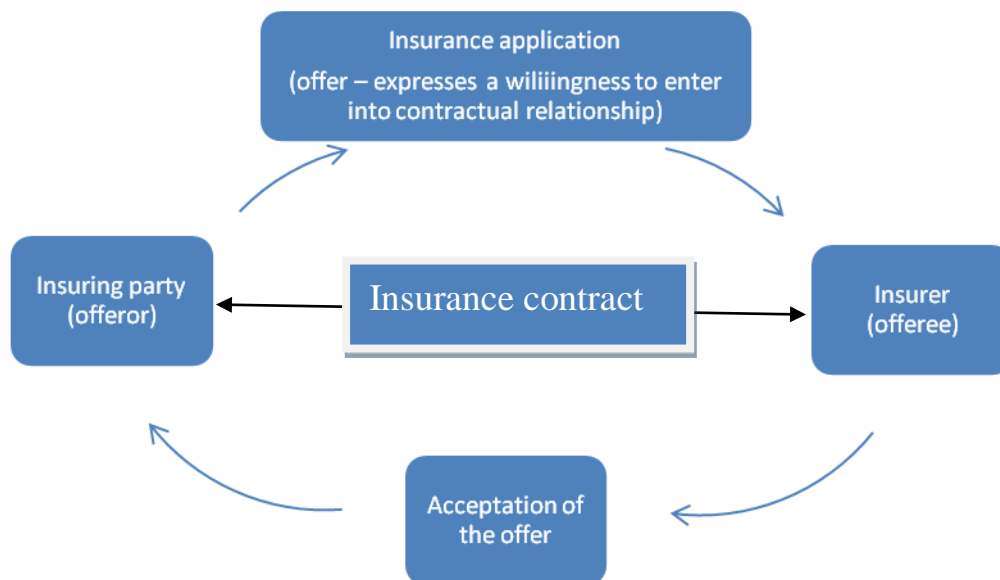 Insurance application
(offer – expresses a wiliiingness to enter
into contractual relationship)
Insuring party
(offeror)
Insurance contract
Insurer
(offeree)
Acceptation of
the offer